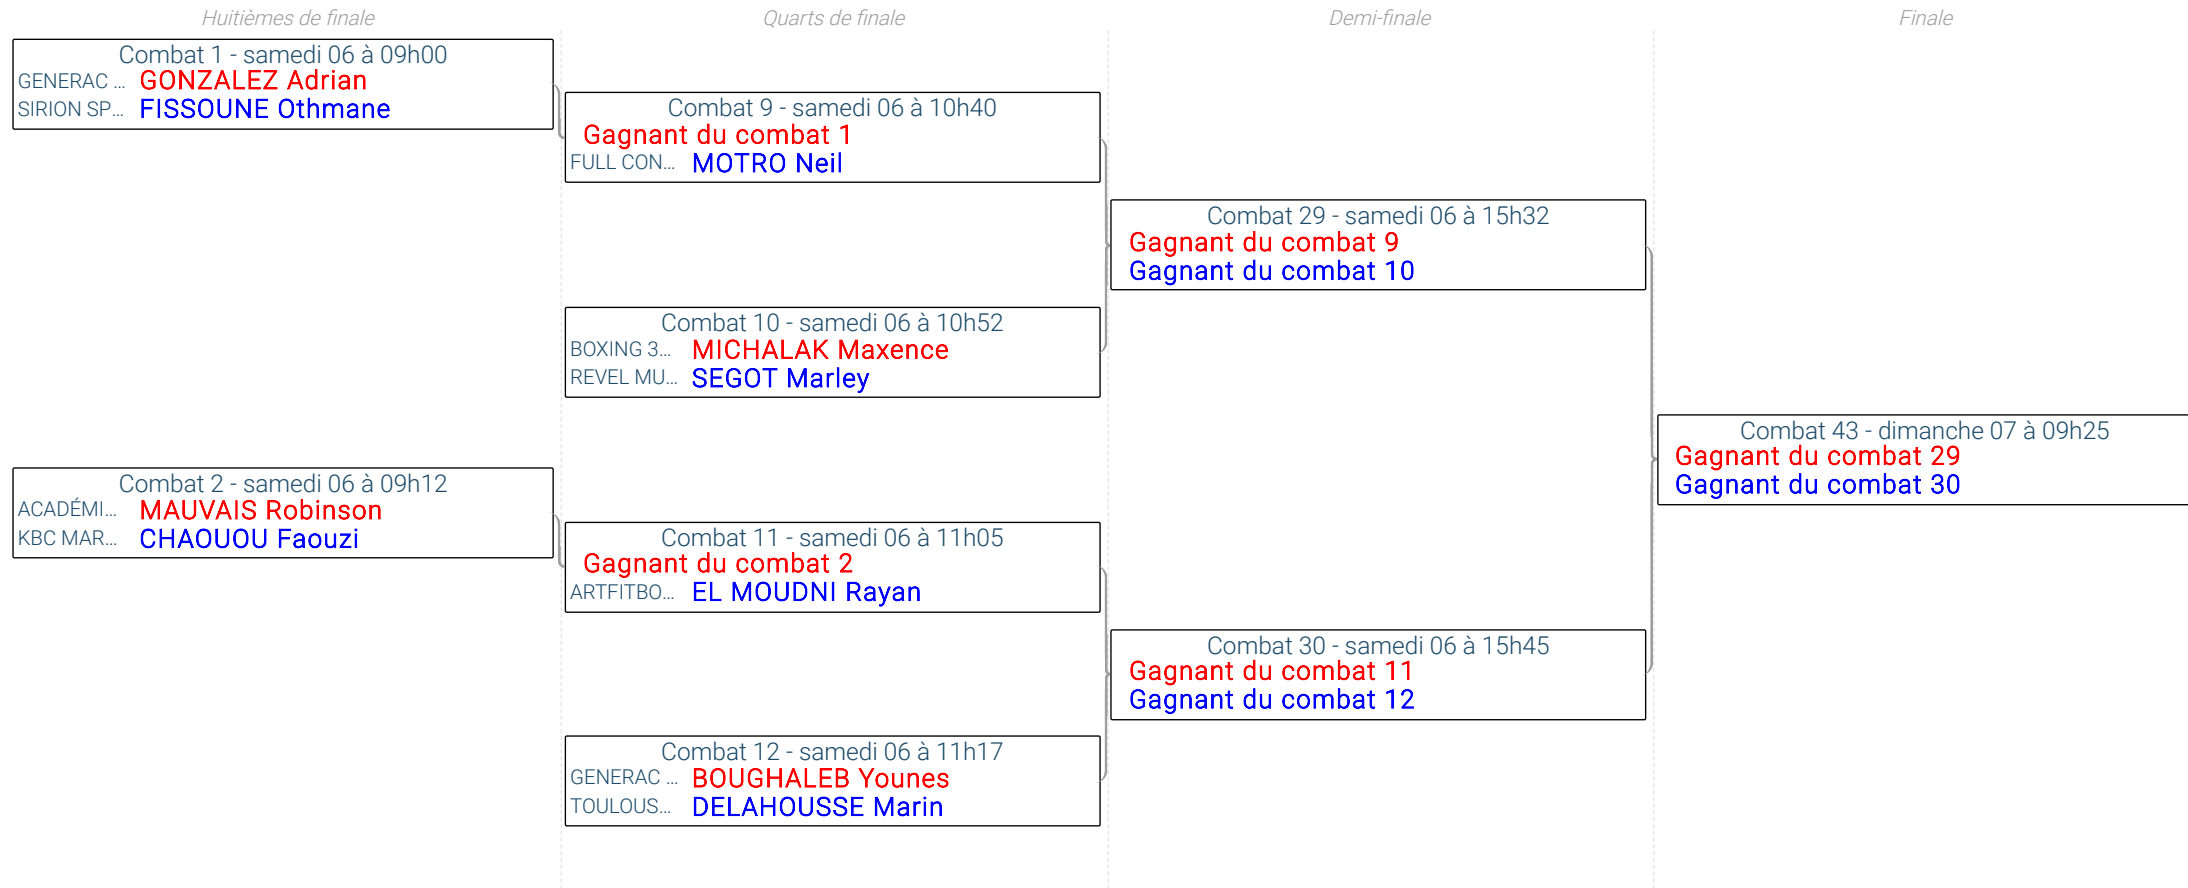 Huitièmes de finale
Quarts de finale
Demi-finale
Finale
Combat 1 - samedi 06 à 09h00
GENERAC ... GONZALEZ Adrian
SIRION SP... FISSOUNE Othmane
Combat 2 - samedi 06 à 09h12
ACADÉMI... MAUVAIS Robinson
KBC MAR... CHAOUOU Faouzi
Combat 9 - samedi 06 à 10h40
Gagnant du combat 1
FULL CON... MOTRO Neil
Combat 10 - samedi 06 à 10h52
BOXING 3... MICHALAK Maxence
REVEL MU... SEGOT Marley
Combat 11 - samedi 06 à 11h05
Gagnant du combat 2
ARTFITBO... EL MOUDNI Rayan
Combat 12 - samedi 06 à 11h17
GENERAC ... BOUGHALEB Younes
TOULOUS... DELAHOUSSE Marin
Combat 29 - samedi 06 à 15h32
Gagnant du combat 9
Gagnant du combat 10
Combat 30 - samedi 06 à 15h45
Gagnant du combat 11
Gagnant du combat 12
Combat 43 - dimanche 07 à 09h25
Gagnant du combat 29
Gagnant du combat 30